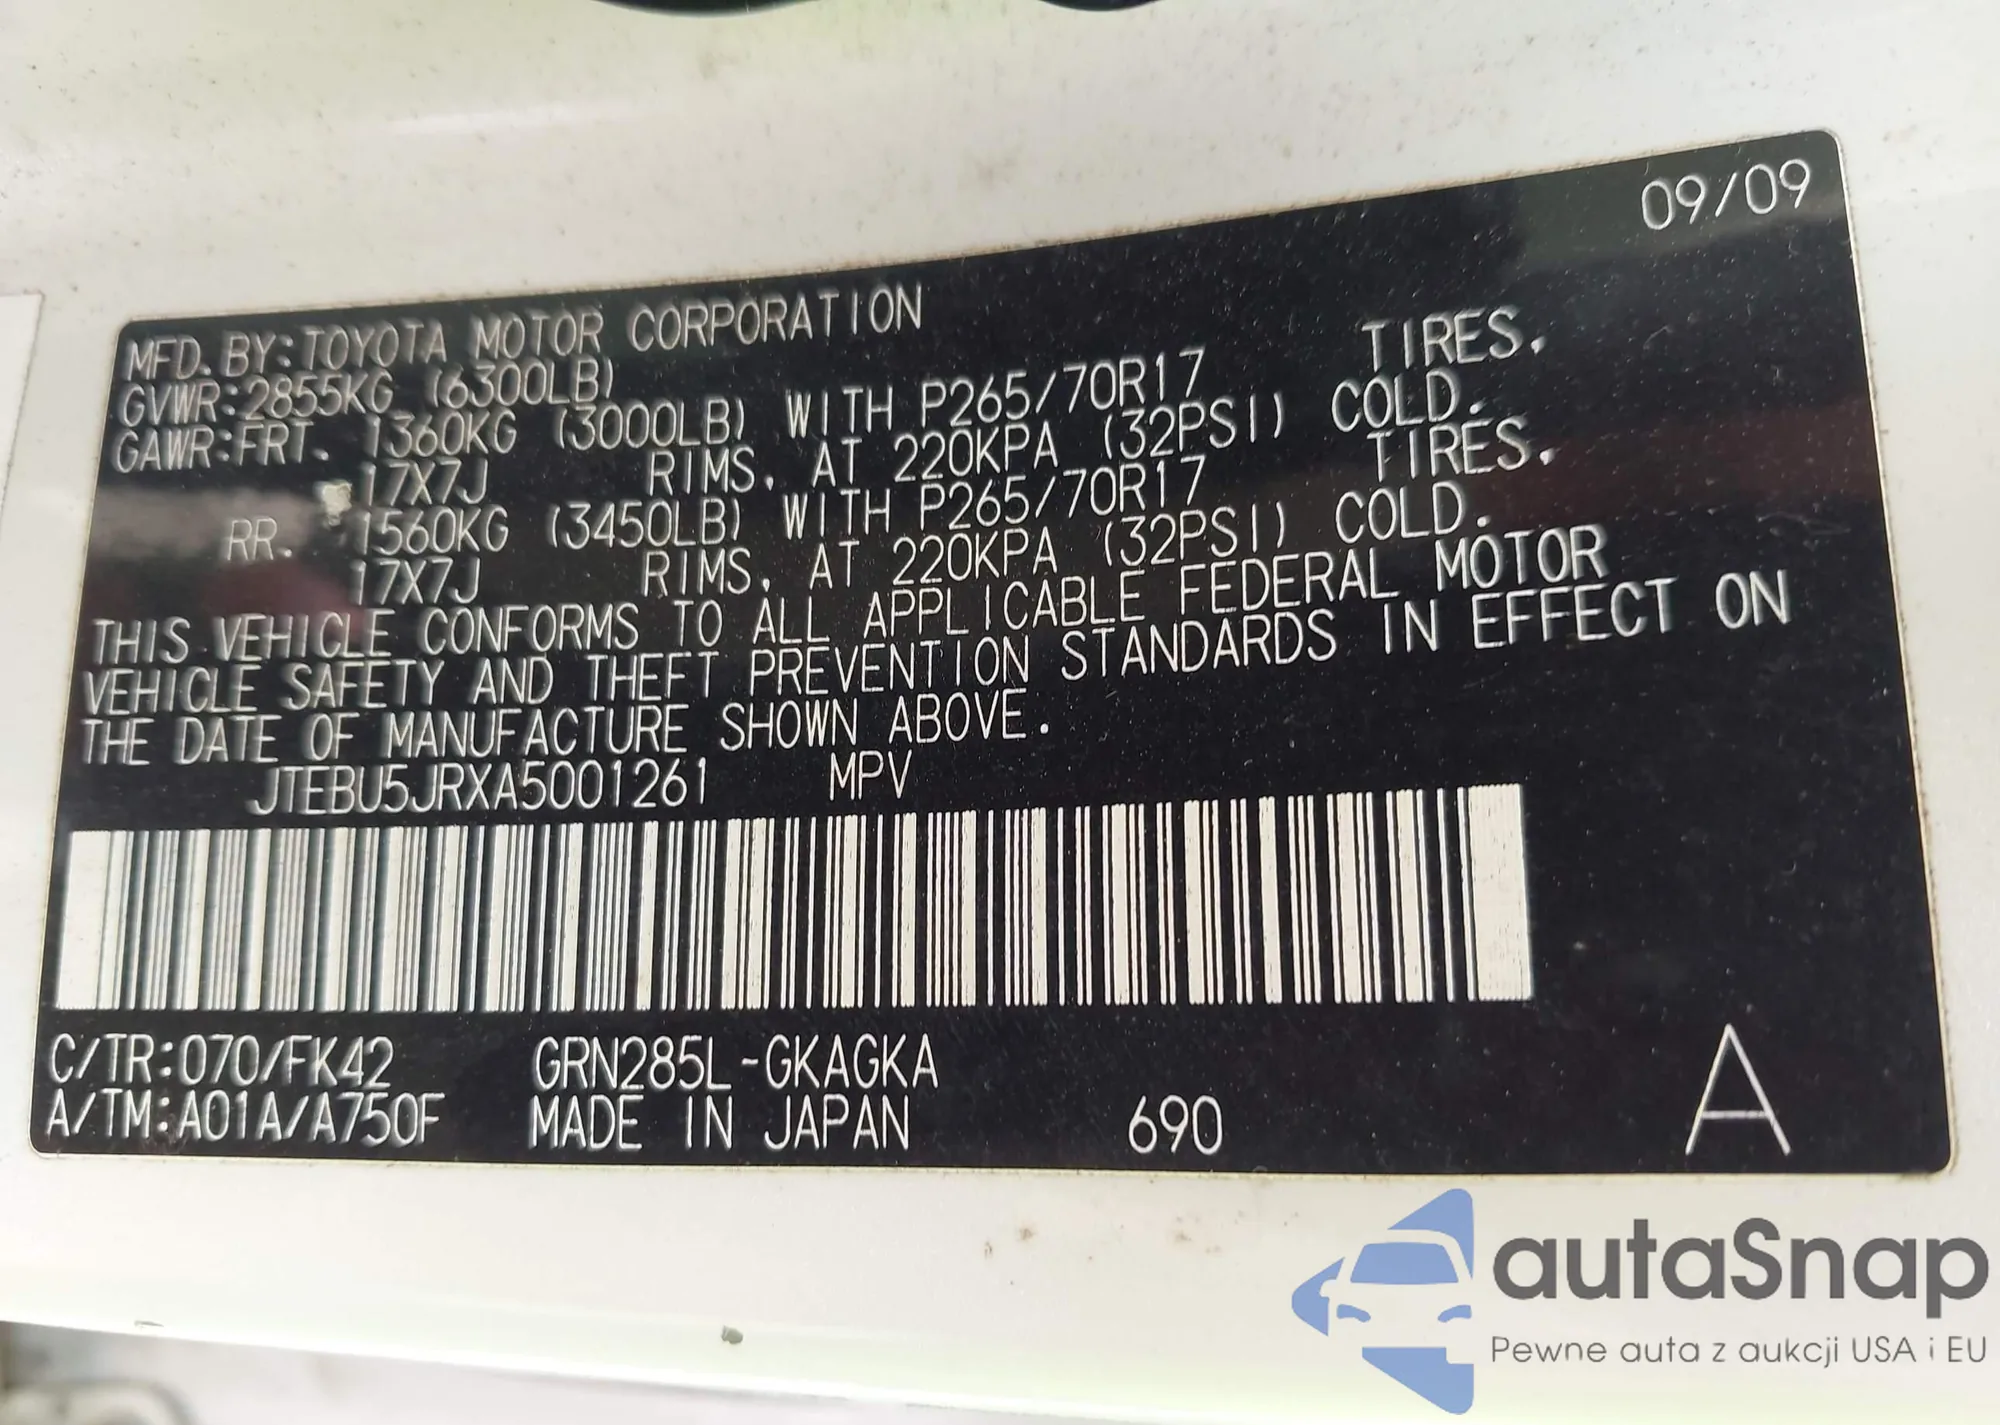 09/09
MFD. BY:TOYOTA MOTOR CORPORATION
GVWR:2855KG (6300LB)
GAWR:FRT. 1360KG (3000LB) WITH P265/70R17 TIRES,
17X7J RIMS, AT 220KPA (32PSI) COLD.
RR. 1560KG (3450LB) WITH P265/70R17 TIRES,
17X7J RIMS, AT 220KPA (32PSI) COLD.
THIS VEHICLE CONFORMS TO ALL APPLICABLE FEDERAL MOTOR
VEHICLE SAFETY AND THEFT PREVENTION STANDARDS IN EFFECT ON
THE DATE OF MANUFACTURE SHOWN ABOVE.
JTEBU5JRXA5001261 MPV
C/TR:070/FK42 GRN285L-GKAGKA
A/TM:A01A/A750F MADE IN JAPAN 690 A
autaSnap
Pewne auta z aukcji USA i EU